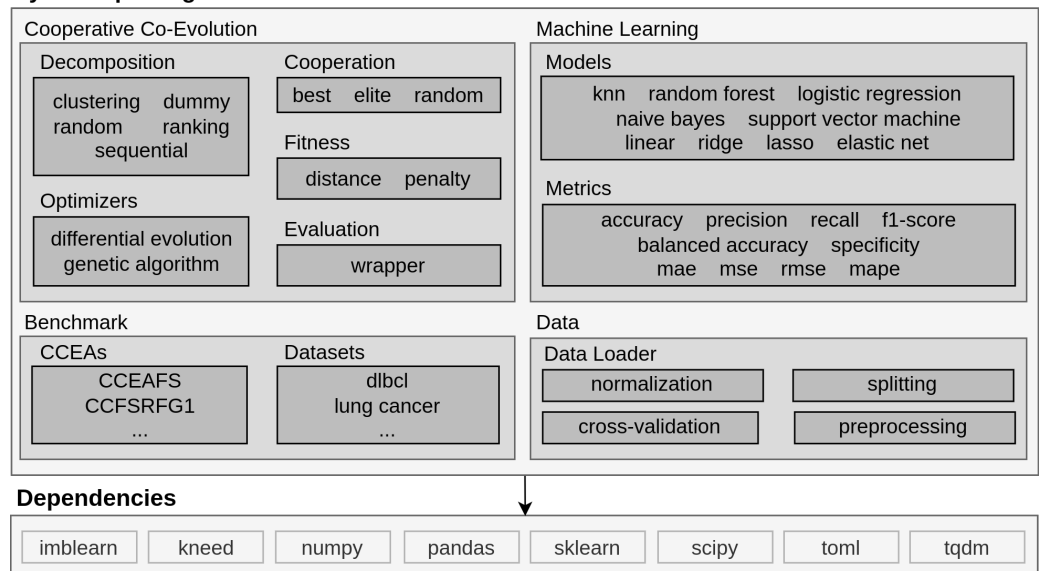 Cooperative Co-Evolution
Decomposition
clustering dummy
random ranking
sequential
Optimizers
differential evolution
genetic algorithm
Cooperation
best elite random
Fitness
distance penalty
Evaluation
wrapper
Machine Learning
Models
knn random forest logistic regression
naive bayes support vector machine
linear ridge lasso elastic net
Metrics
accuracy precision recall f1-score
balanced accuracy specificity
mae mse rmse mape
Benchmark
CCEAs
CCEAFS
CCFSRFG1
...
Datasets
dlbcl
lung cancer
...
Data
Data Loader
normalization splitting
cross-validation preprocessing
Dependencies
imblearn kneed numpy pandas sklearn scipy toml tqdm